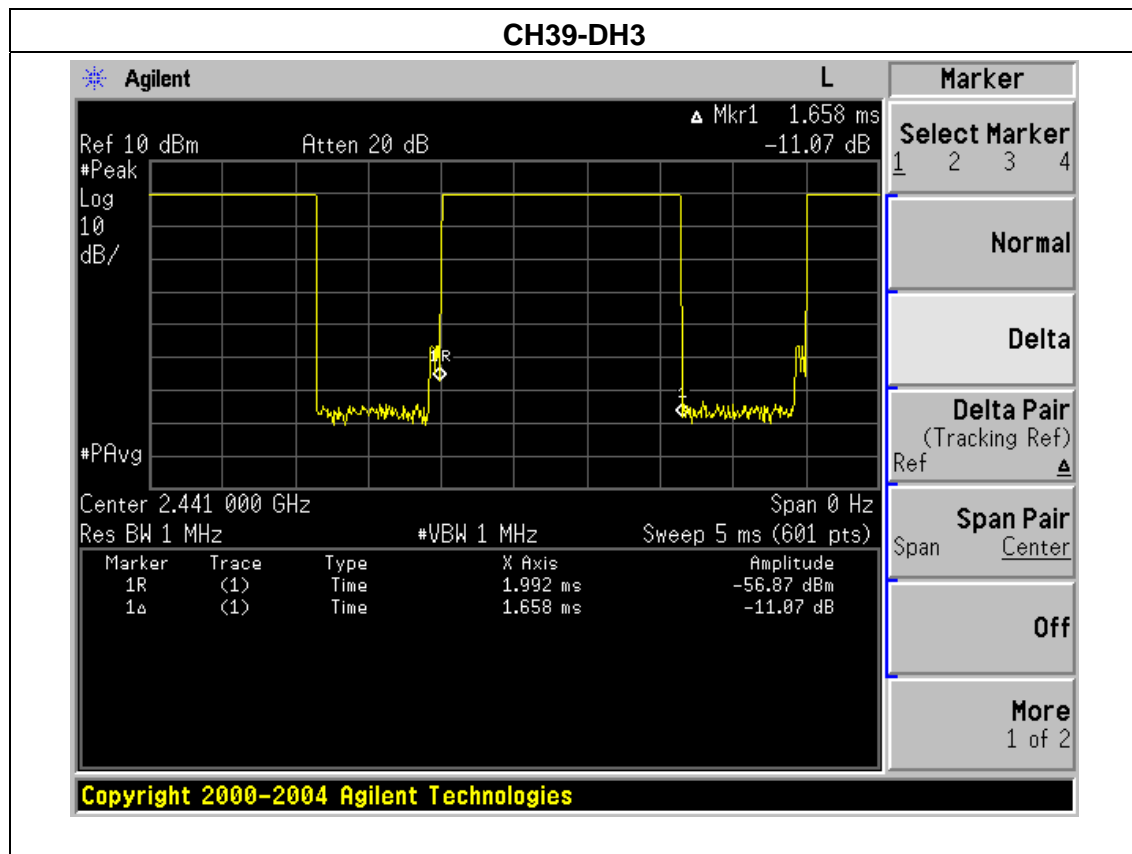 CH39-DH3
Agilent L Marker
Δ Mkr1 1.658 ms
Ref 10 dBm Atten 20 dB -11.07 dB
#Peak
Log
10
dB/
1R
1
#PAvg
Center 2.441 000 GHz Span 0 Hz
Res BW 1 MHz #VBW 1 MHz Sweep 5 ms (601 pts)
Marker Trace Type X Axis Amplitude
1R (1) Time 1.992 ms -56.87 dBm
1Δ (1) Time 1.658 ms -11.07 dB
Select Marker
1 2 3 4
Normal
Delta
Delta Pair
(Tracking Ref)
Ref Δ
Span Pair
Span Center
Off
More
1 of 2
Copyright 2000-2004 Agilent Technologies